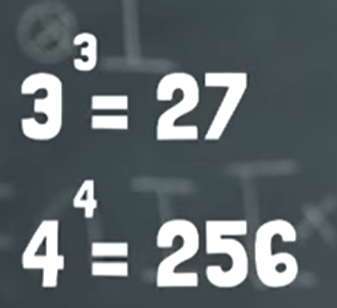 3³ = 27
4⁴ = 256